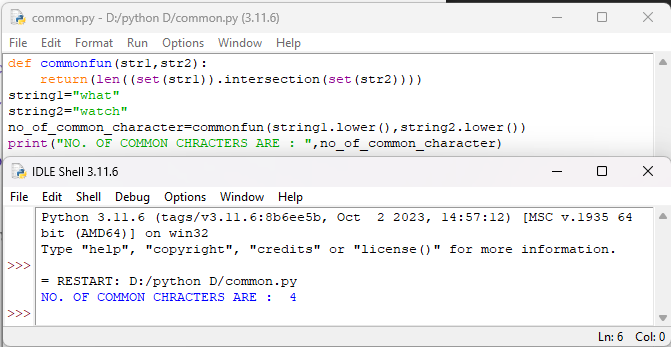 common.py - D:/python D/common.py (3.11.6)
File Edit Format Run Options Window Help
def commonfun(str1,str2):
    return(len((set(str1)).intersection(set(str2))))
string1="what"
string2="watch"
no_of_common_character=commonfun(string1.lower(),string2.lower())
print("NO. OF COMMON CHRACTERS ARE : ",no_of_common_character)
IDLE Shell 3.11.6
File Edit Shell Debug Options Window Help
Python 3.11.6 (tags/v3.11.6:8b6ee5b, Oct  2 2023, 14:57:12) [MSC v.1935 64
bit (AMD64)] on win32
Type "help", "copyright", "credits" or "license()" for more information.
>>>
= RESTART: D:/python D/common.py
NO. OF COMMON CHRACTERS ARE :  4
>>>
Ln: 6 Col: 0